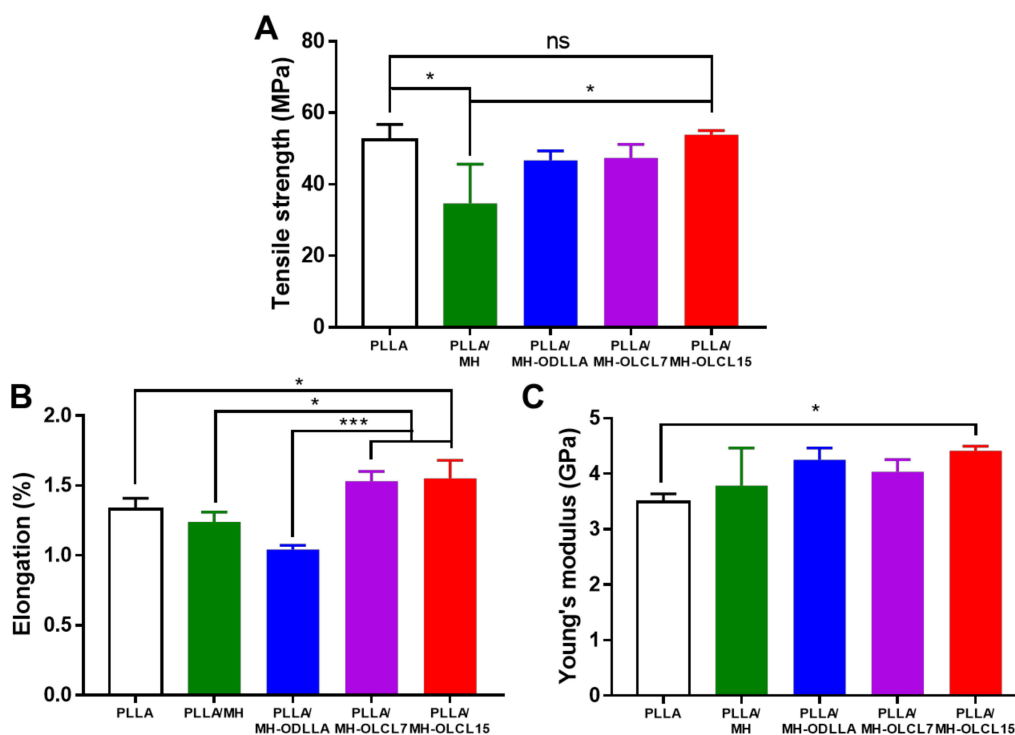 A
Tensile strength (MPa)
80
60
40
20
0
ns
*
*
PLLA
PLLA/
MH
PLLA/
MH-ODLLA
PLLA/
MH-OLCL7
PLLA/
MH-OLCL15
B
Elongation (%)
2.0
1.5
1.0
0.5
0.0
*
*
***
PLLA
PLLA/MH
PLLA/
MH-ODLLA
PLLA/
MH-OLCL7
PLLA/
MH-OLCL15
C
Young's modulus (GPa)
5
4
3
2
1
0
*
PLLA
PLLA/
MH
PLLA/
MH-ODLLA
PLLA/
MH-OLCL7
PLLA/
MH-OLCL15